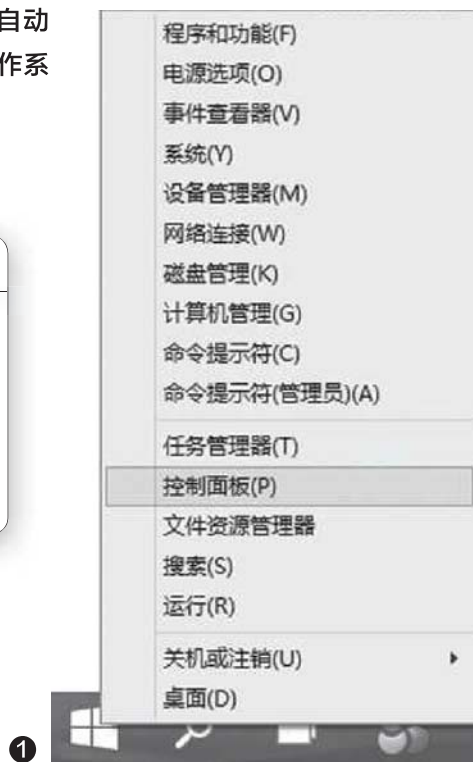 自动
作系
程序和功能(F)
电源选项(O)
事件查看器(V)
系统(Y)
设备管理器(M)
网络连接(W)
磁盘管理(K)
计算机管理(G)
命令提示符(C)
命令提示符(管理员)(A)
任务管理器(T)
控制面板(P)
文件资源管理器
搜索(S)
运行(R)
关机或注销(U)
桌面(D)
❶